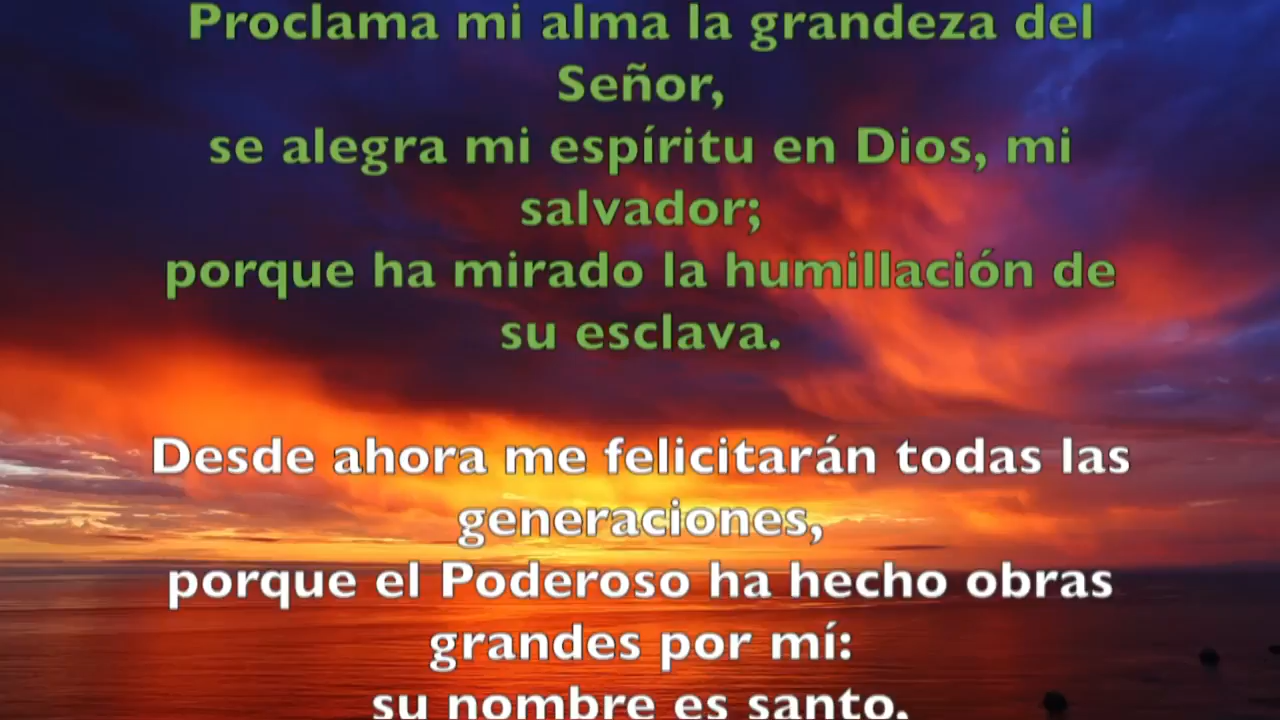 Proclama mi alma la grandeza del
Señor,
se alegra mi espíritu en Dios, mi
salvador;
porque ha mirado la humillación de
su esclava.
Desde ahora me felicitarán todas las
generaciones,
porque el Poderoso ha hecho obras
grandes por mí:
su nombre es santo,